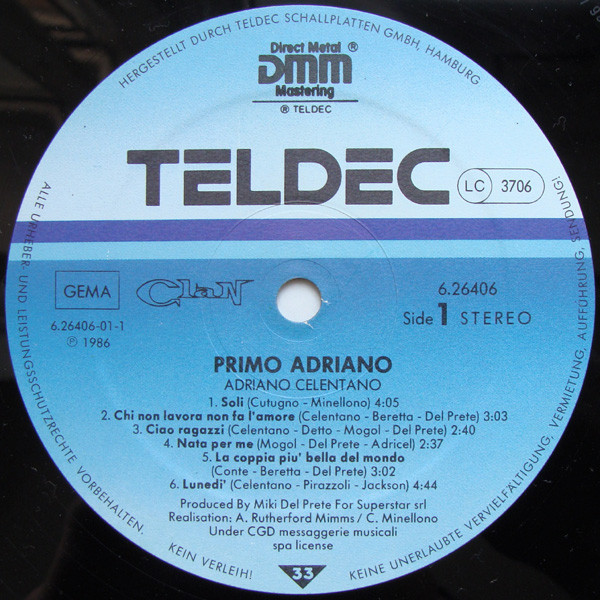 HERGESTELLT DURCH TELDEC SCHALLPLATTEN GMBH, HAMBURG
Direct Metal ®
DMM
Mastering
® TELDEC
TELDEC
LC 3706
GEMA
Clan
6.26406
6.26406-01-1
Side 1 STEREO
℗ 1986
PRIMO ADRIANO
ADRIANO CELENTANO
1. Soli (Cutugno - Minellono) 4:05
2. Chi non lavora non fa l'amore (Celentano - Beretta - Del Prete) 3:03
3. Ciao ragazzi (Celentano - Detto - Mogol - Del Prete) 2:40
4. Nata per me (Mogol - Del Prete - Adricel) 2:37
5. La coppia piu' bella del mondo
(Conte - Beretta - Del Prete) 3:02
6. Lunedi' (Celentano - Pirazzoli - Jackson) 4:44
Produced By Miki Del Prete For Superstar srl
Realisation: A. Rutherford Mimms / C. Minellono
Under CGD messaggerie musicali
spa license
33
ALLE URHEBER- UND LEISTUNGSSCHUTZRECHTE VORBEHALTEN.
KEIN VERLEIH!
KEINE UNERLAUBTE VERVIELFÄLTIGUNG, VERMIETUNG, AUFFÜHRUNG, SENDUNG!